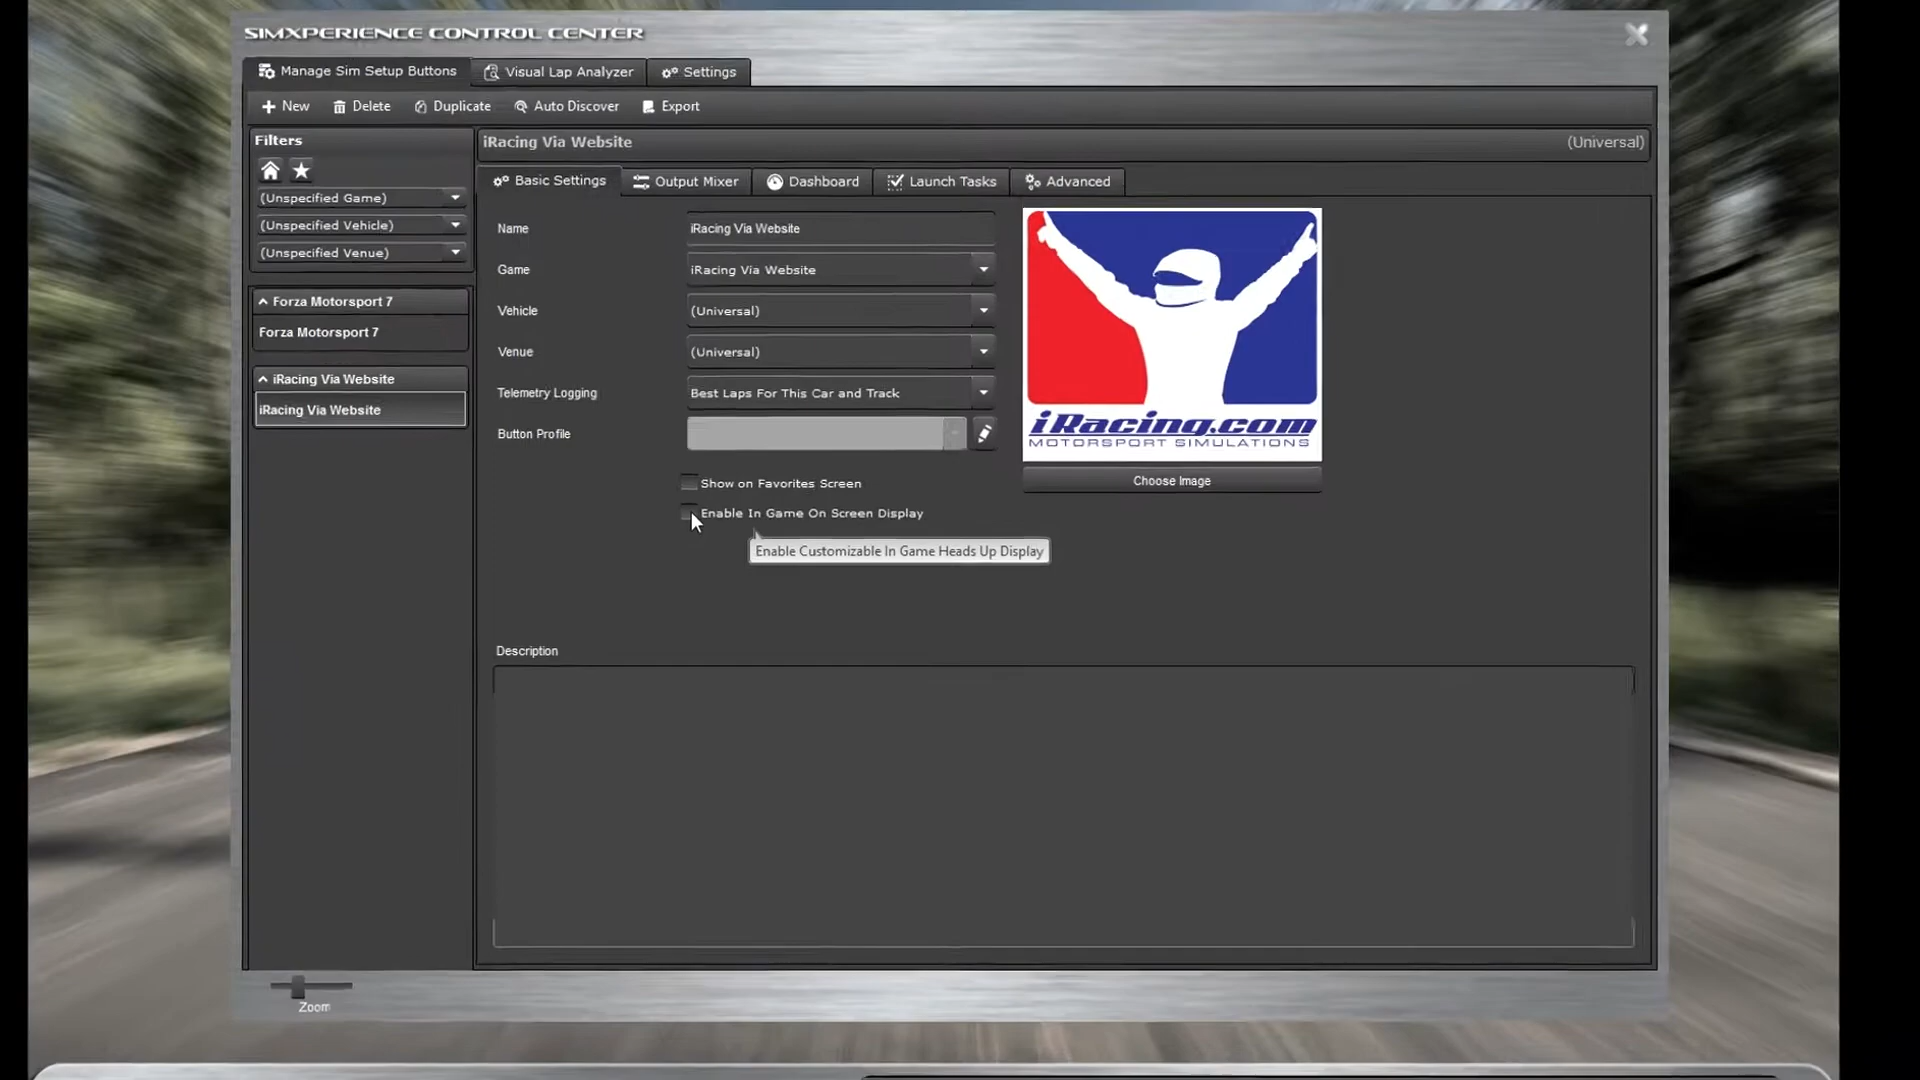 SIMXPERIENCE CONTROL CENTER
Manage Sim Setup Buttons
Visual Lap Analyzer
Settings
New
Delete
Duplicate
Auto Discover
Export
Filters
(Unspecified Game)
(Unspecified Vehicle)
(Unspecified Venue)
Forza Motorsport 7
Forza Motorsport 7
iRacing Via Website
iRacing Via Website
iRacing Via Website
(Universal)
Basic Settings
Output Mixer
Dashboard
Launch Tasks
Advanced
Name
iRacing Via Website
Game
iRacing Via Website
Vehicle
(Universal)
Venue
(Universal)
Telemetry Logging
Best Laps For This Car and Track
Button Profile
Show on Favorites Screen
Enable In Game On Screen Display
Enable Customizable In Game Heads Up Display
iRacing.com
MOTORSPORT SIMULATIONS
Choose Image
Description
Zoom